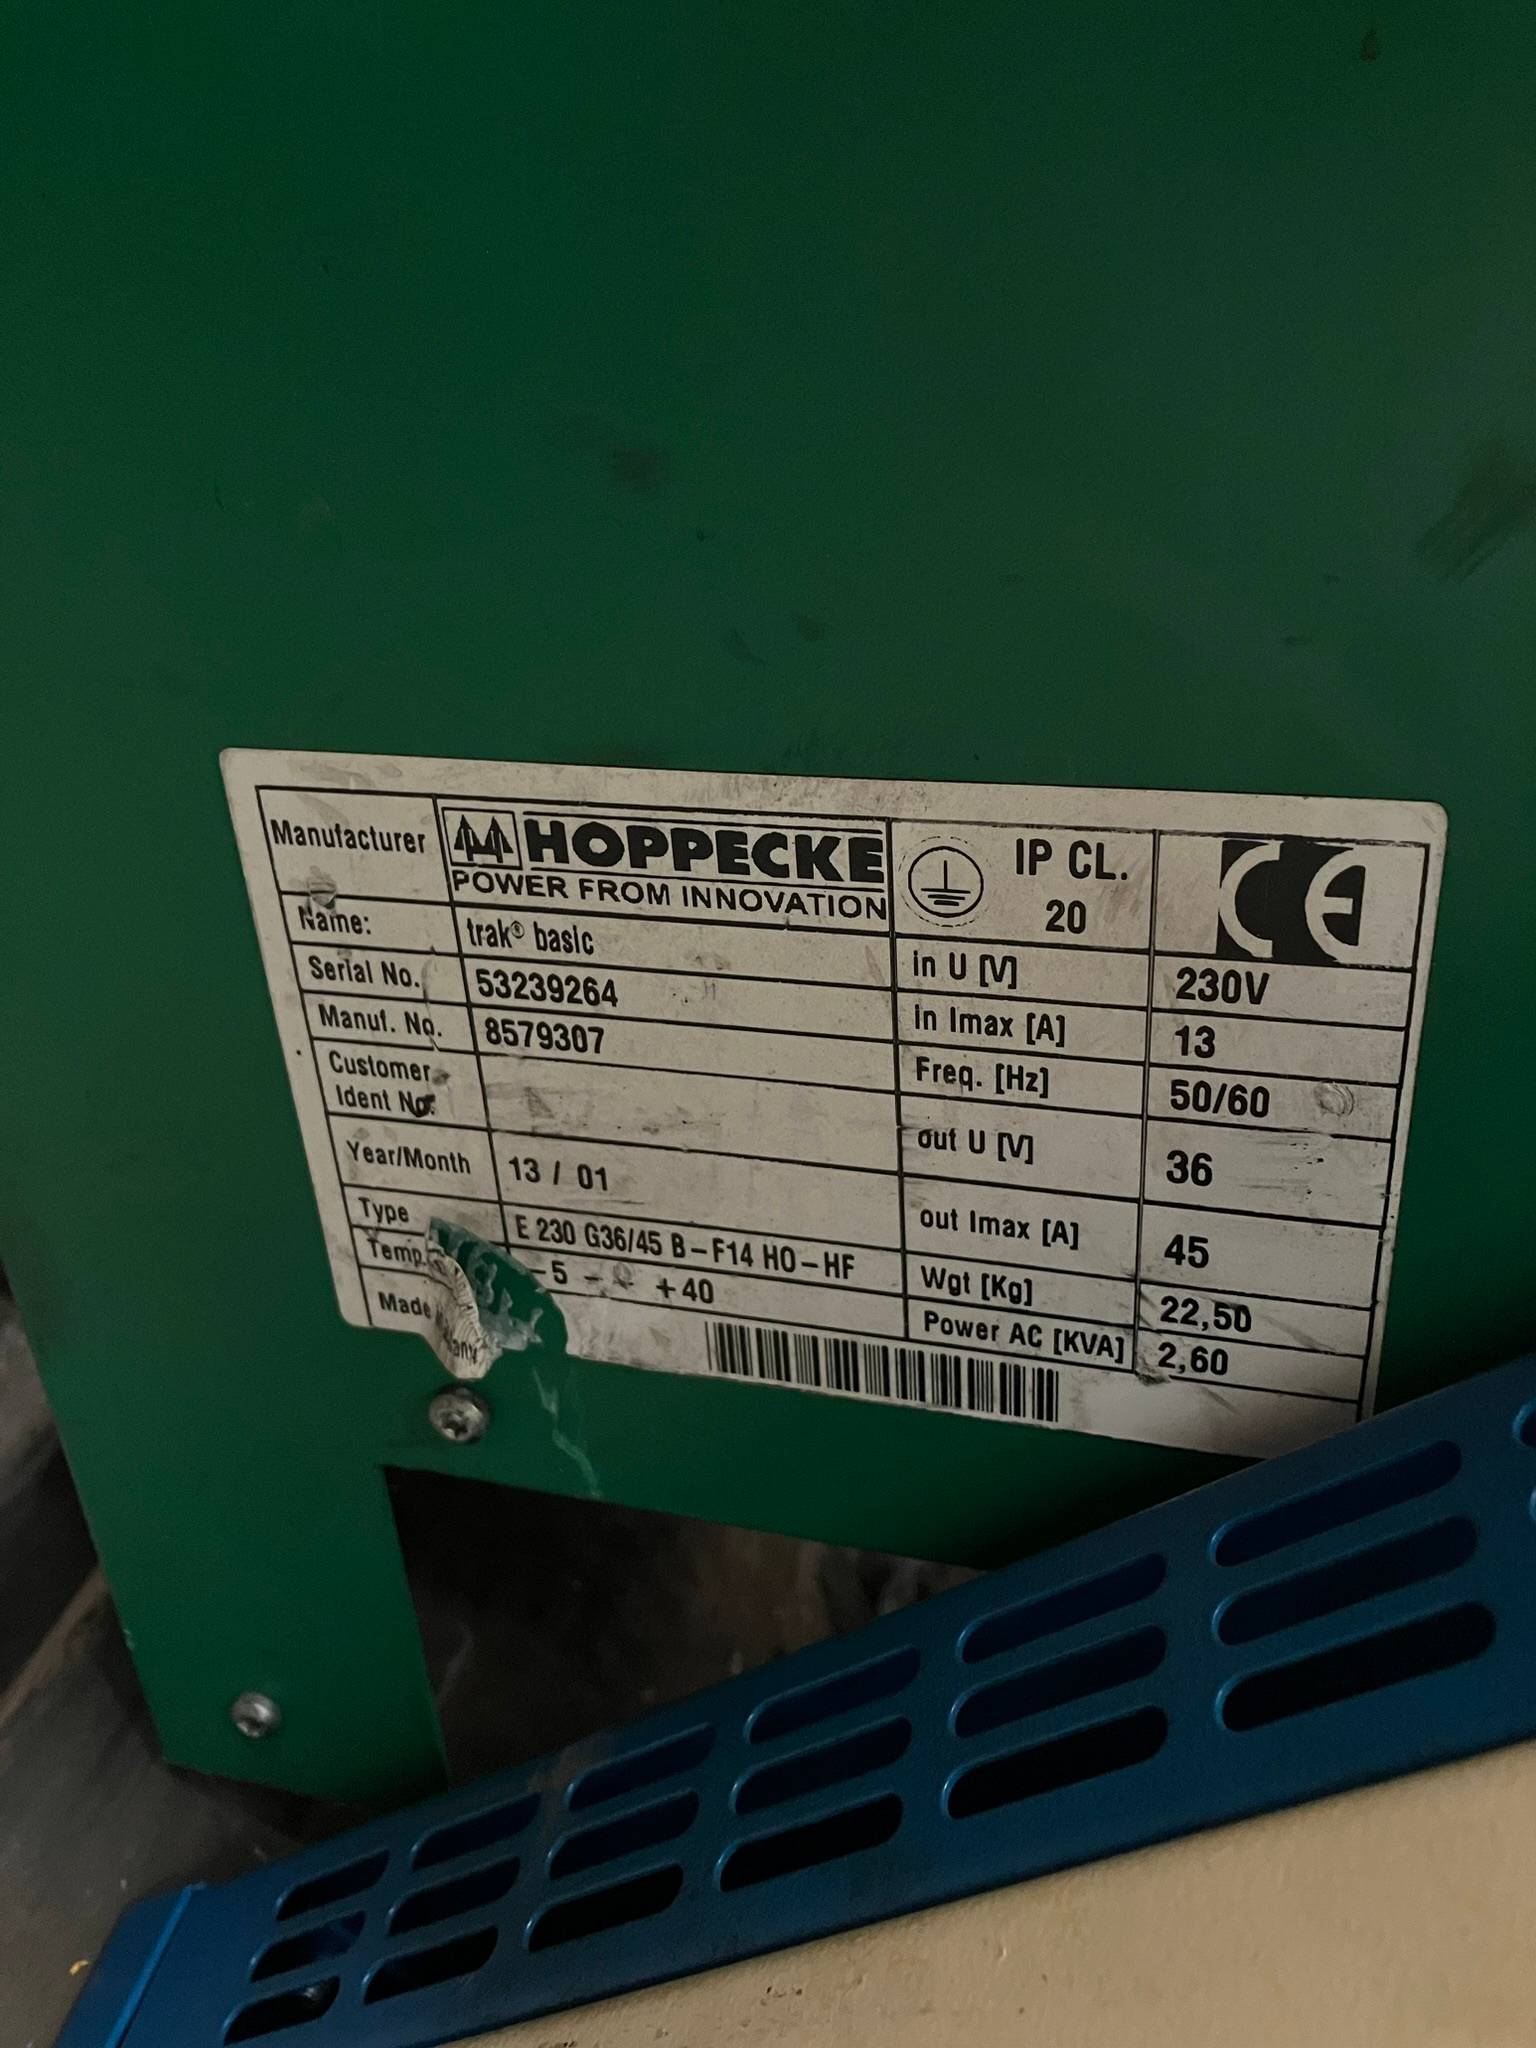 Manufacturer HOPPECKE
POWER FROM INNOVATION
IP CL.
20
CE
Name: trak® basic
Serial No. 53239264
Manuf. No. 8579307
Customer
Ident No.
Year/Month 13 / 01
Type E 230 G36/45 B-F14 HO-HF
Temp. -5 - +40
Made
in U [V] 230V
in Imax [A] 13
Freq. [Hz] 50/60
out U [V] 36
out Imax [A] 45
Wgt [Kg] 22,50
Power AC [KVA] 2,60